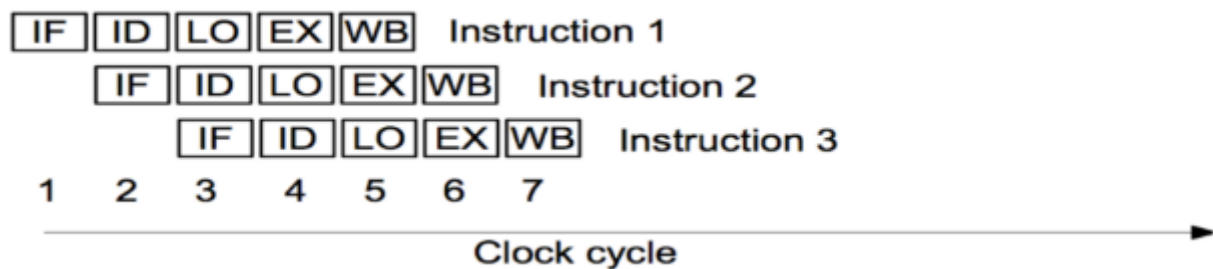 IF ID LO EX WB Instruction 1
IF ID LO EX WB Instruction 2
IF ID LO EX WB Instruction 3
1 2 3 4 5 6 7
Clock cycle